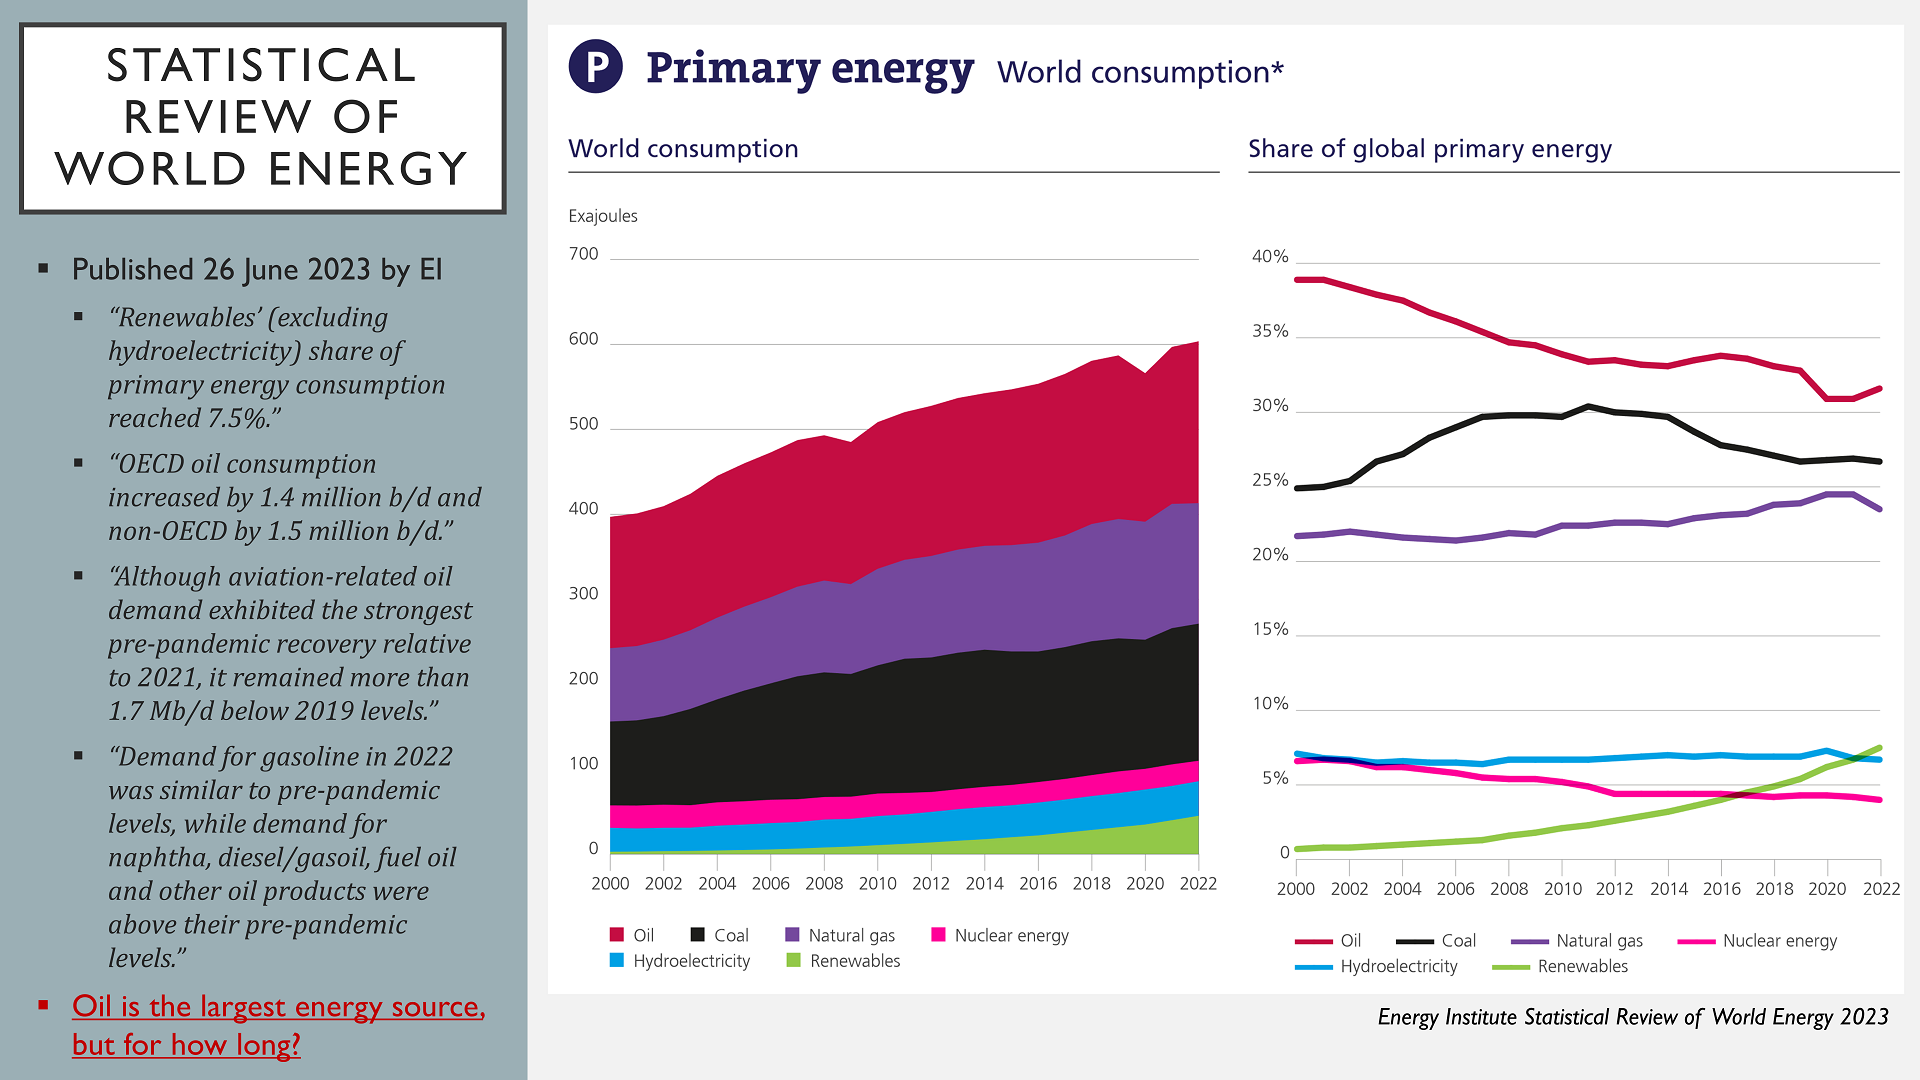 STATISTICAL
REVIEW OF
WORLD ENERGY
▪ Published 26 June 2023 by EI
▪ “Renewables’ (excluding
hydroelectricity) share of
primary energy consumption
reached 7.5%.”
▪ “OECD oil consumption
increased by 1.4 million b/d and
non-OECD by 1.5 million b/d.”
▪ “Although aviation-related oil
demand exhibited the strongest
pre-pandemic recovery relative
to 2021, it remained more than
1.7 Mb/d below 2019 levels.”
▪ “Demand for gasoline in 2022
was similar to pre-pandemic
levels, while demand for
naphtha, diesel/gasoil, fuel oil
and other oil products were
above their pre-pandemic
levels.”
▪ Oil is the largest energy source,
but for how long?
P Primary energy World consumption*
World consumption
Exajoules
700
600
500
400
300
200
100
0
2000 2002 2004 2006 2008 2010 2012 2014 2016 2018 2020 2022
Oil Coal Natural gas Nuclear energy
Hydroelectricity Renewables
Share of global primary energy
40%
35%
30%
25%
20%
15%
10%
5%
0
2000 2002 2004 2006 2008 2010 2012 2014 2016 2018 2020 2022
Oil Coal Natural gas Nuclear energy
Hydroelectricity Renewables
Energy Institute Statistical Review of World Energy 2023